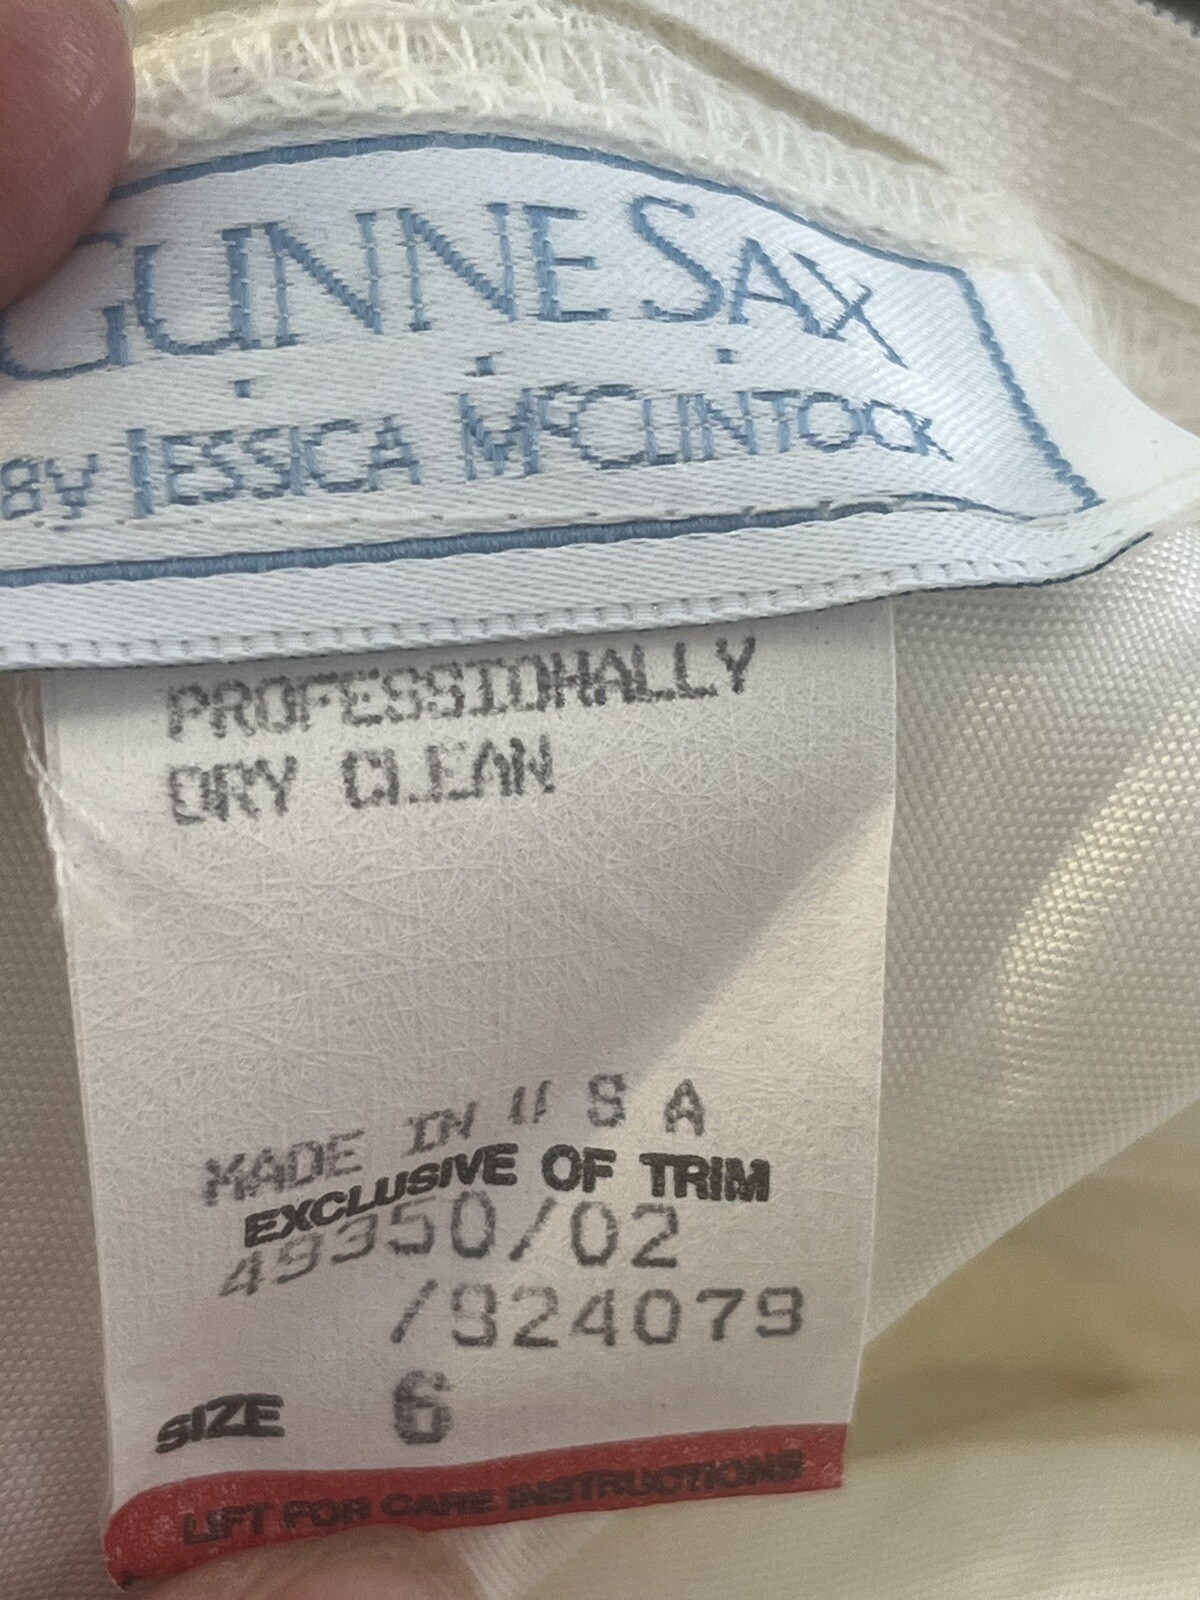 GUNNE SAX
BY JESSICA McCLINTOCK
PROFESSIONALLY
DRY CLEAN
MADE IN U S A
EXCLUSIVE OF TRIM
49350/02
/924079
SIZE 6
LIFT FOR CARE INSTRUCTIONS